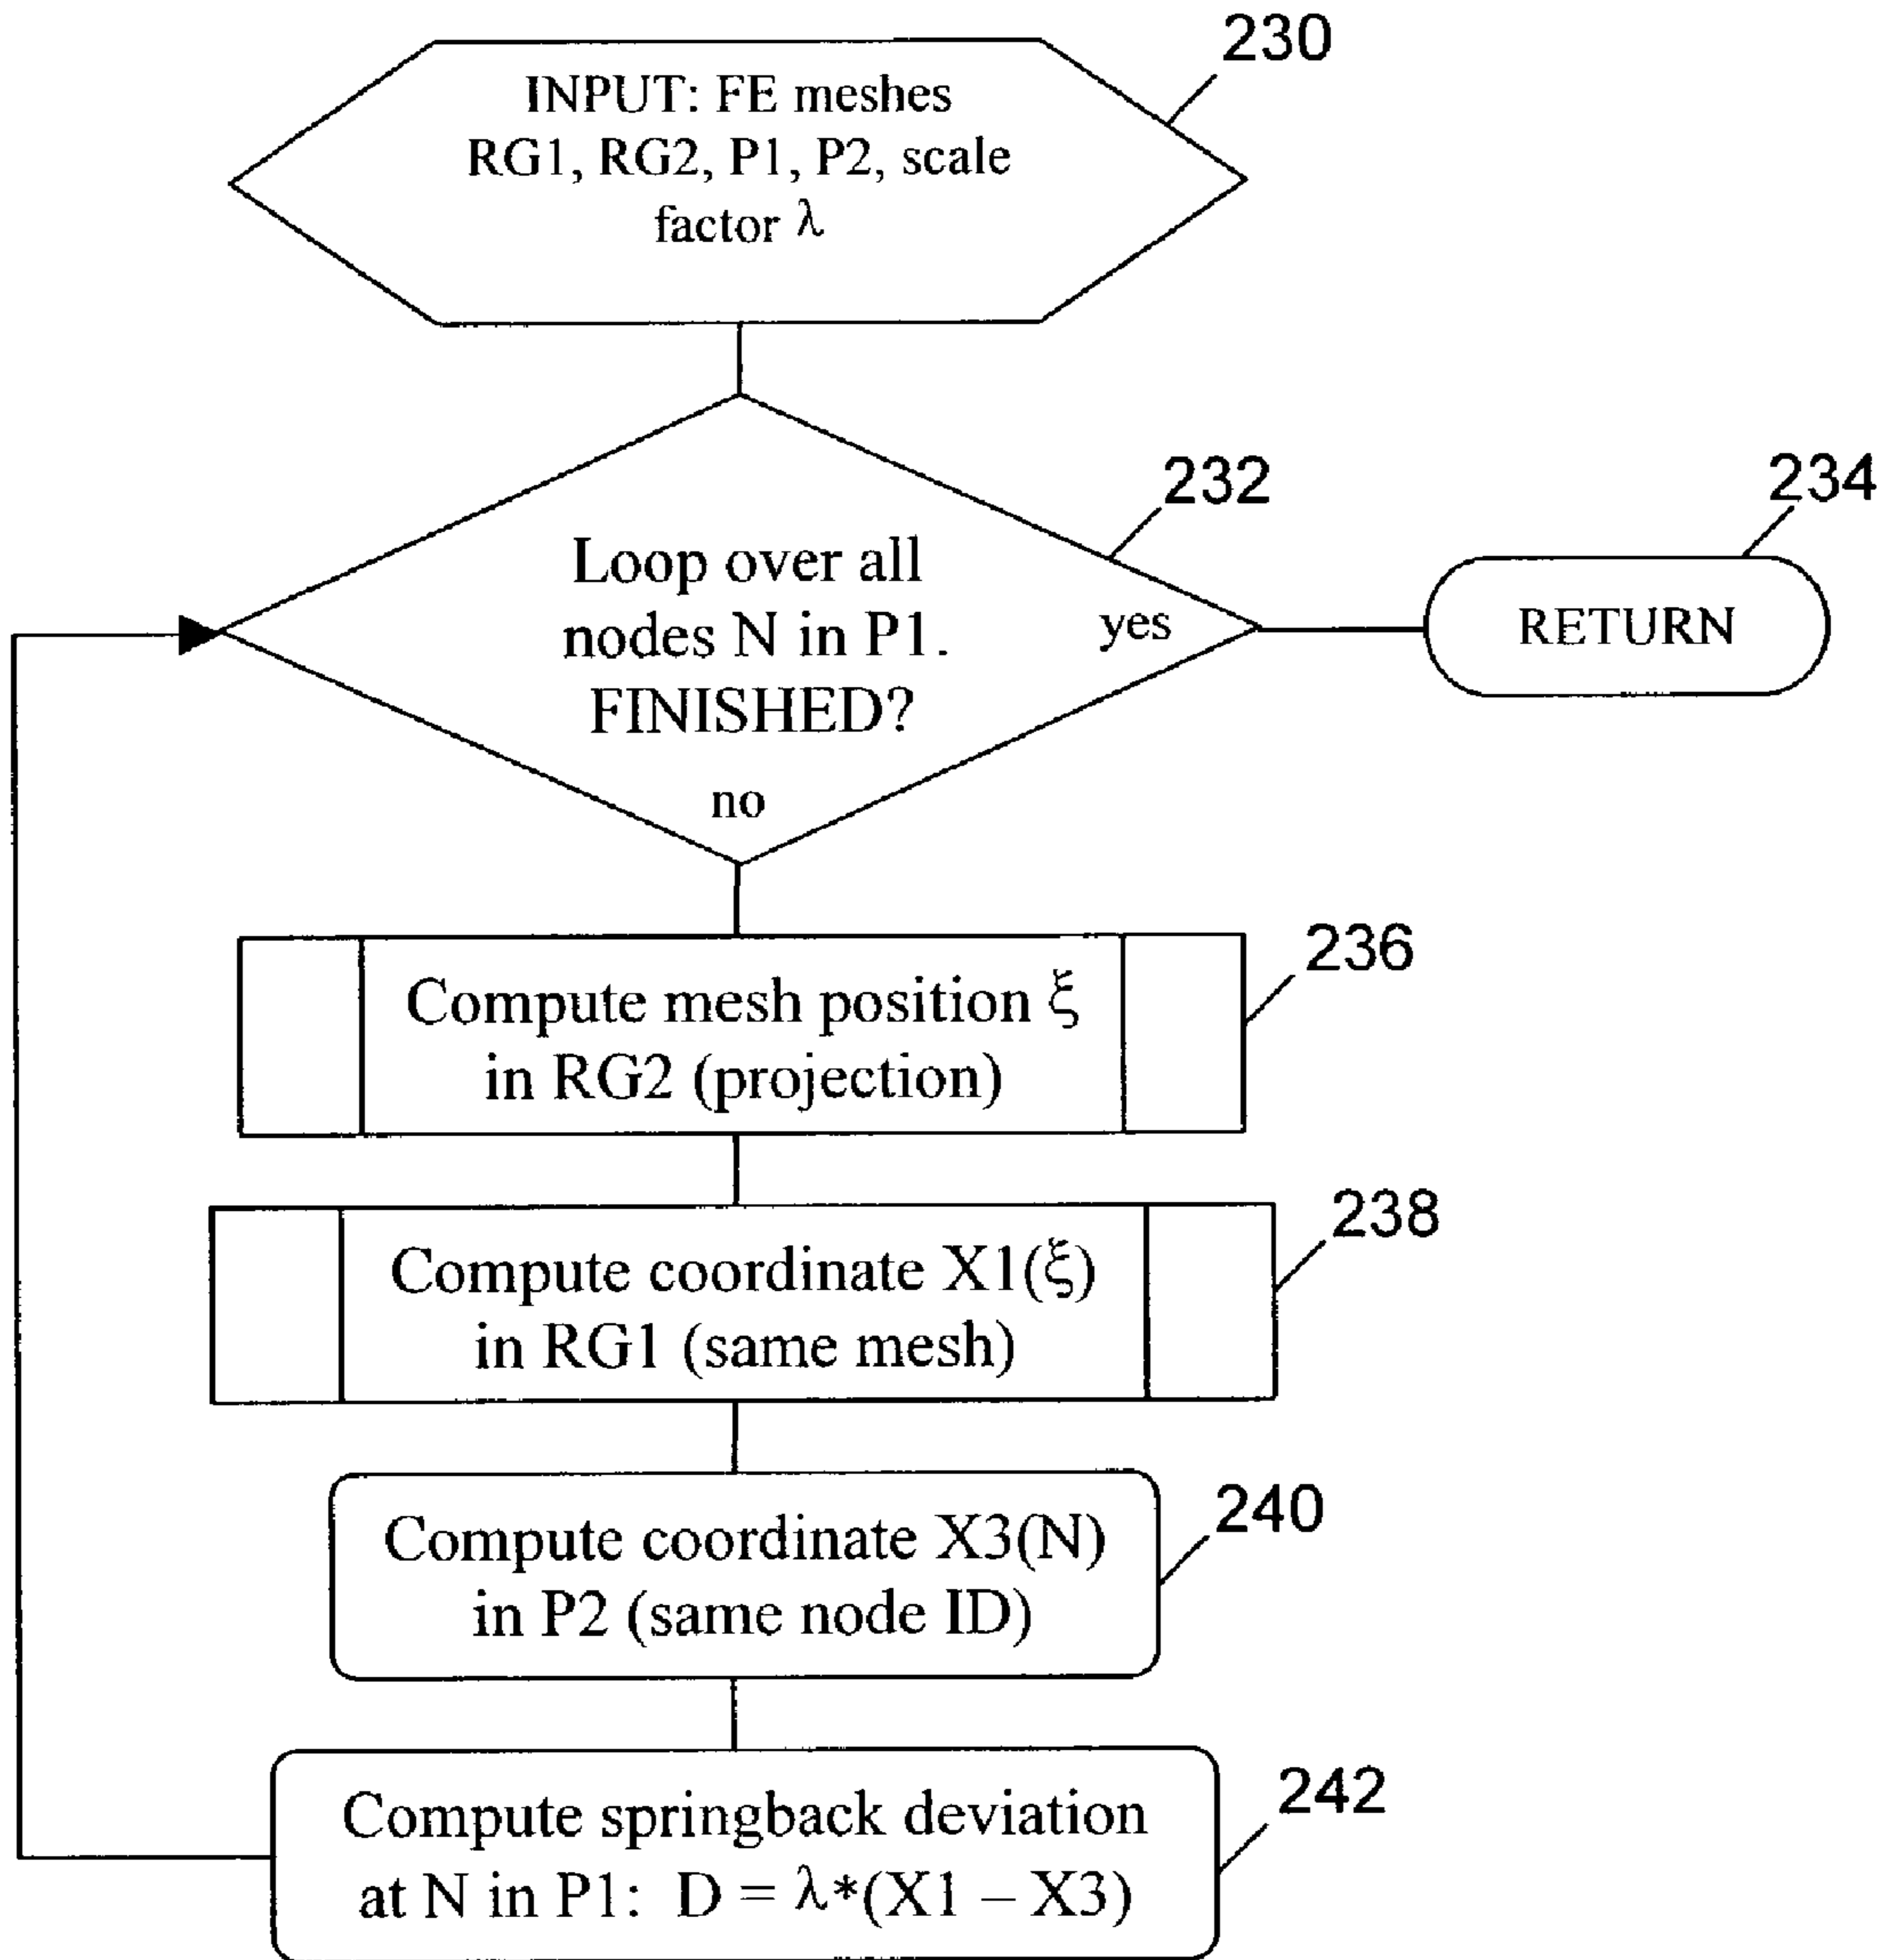 230
INPUT: FE meshes
RG1, RG2, P1, P2, scale
factor λ
232
234
Loop over all
nodes N in P1.
FINISHED?
yes
RETURN
no
236
Compute mesh position ξ
in RG2 (projection)
238
Compute coordinate X1(ξ)
in RG1 (same mesh)
240
Compute coordinate X3(N)
in P2 (same node ID)
242
Compute springback deviation
at N in P1: D = λ*(X1 – X3)